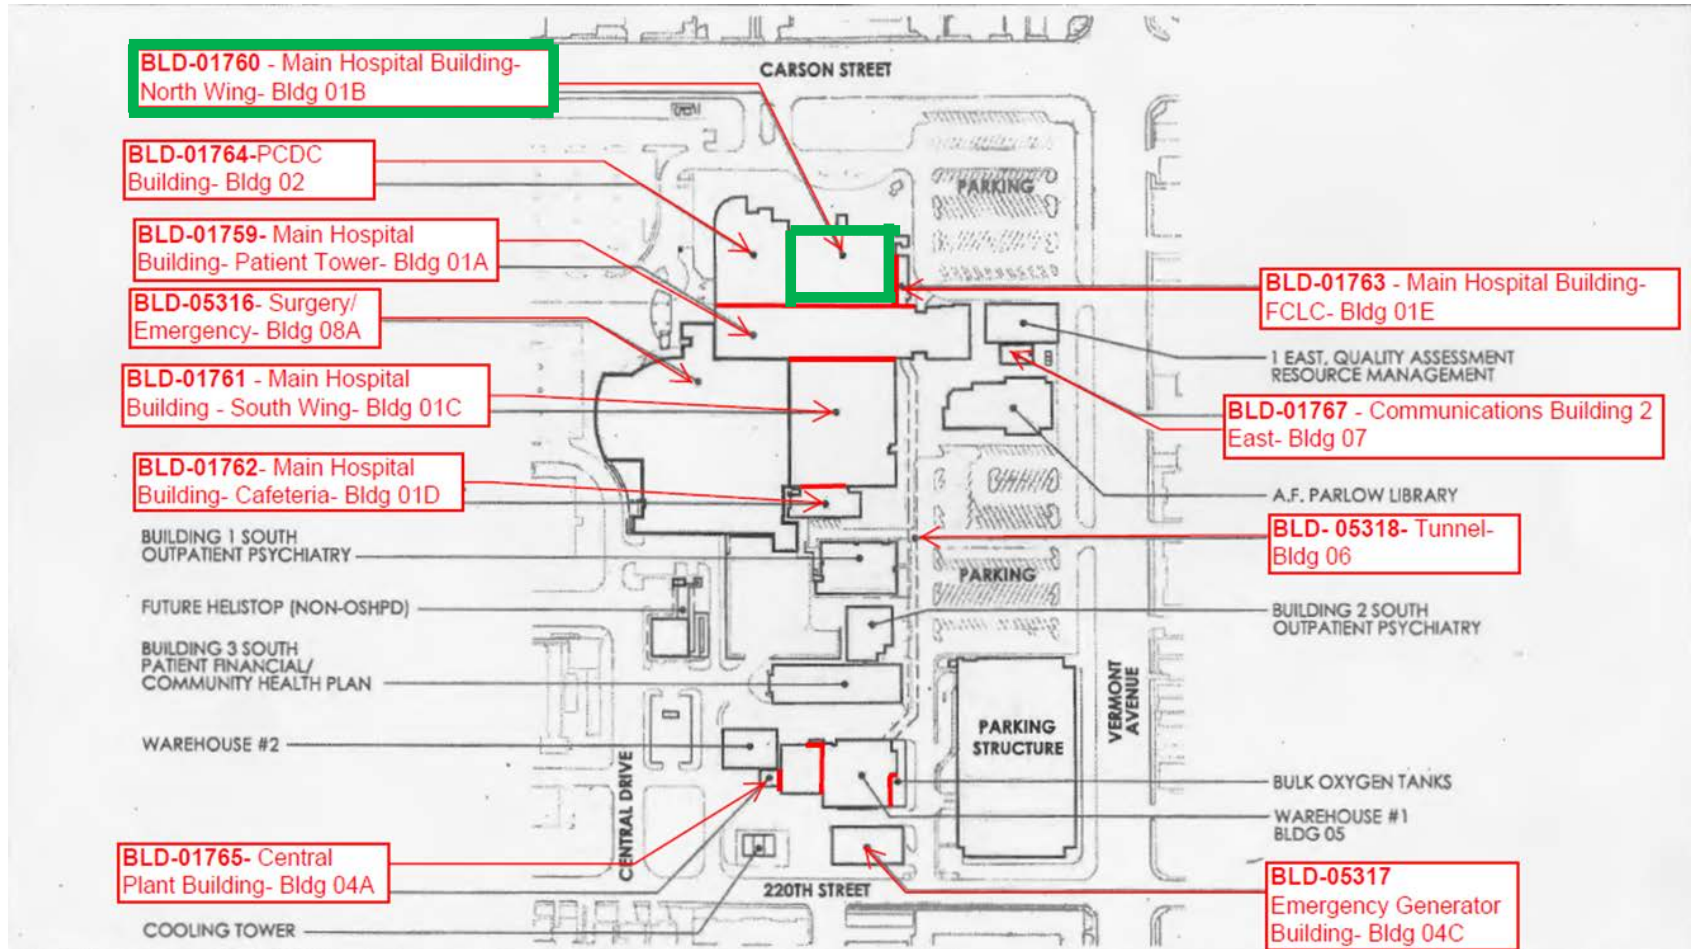 CARSON STREET
BLD-01760 - Main Hospital Building-
North Wing- Bldg 01B
BLD-01764-PCDC
Building- Bldg 02
BLD-01759- Main Hospital
Building- Patient Tower- Bldg 01A
BLD-05316- Surgery/
Emergency- Bldg 08A
BLD-01761 - Main Hospital
Building - South Wing- Bldg 01C
BLD-01762- Main Hospital
Building- Cafeteria- Bldg 01D
BUILDING 1 SOUTH
OUTPATIENT PSYCHIATRY
FUTURE HELISTOP (NON-OSHPD)
BUILDING 3 SOUTH
PATIENT FINANCIAL/
COMMUNITY HEALTH PLAN
WAREHOUSE #2
CENTRAL DRIVE
BLD-01765- Central
Plant Building- Bldg 04A
COOLING TOWER
PARKING
PARKING
PARKING
STRUCTURE
VERMONT
AVENUE
220TH STREET
BLD-01763 - Main Hospital Building-
FCLC- Bldg 01E
1 EAST, QUALITY ASSESSMENT
RESOURCE MANAGEMENT
BLD-01767 - Communications Building 2
East- Bldg 07
A.F. PARLOW LIBRARY
BLD- 05318- Tunnel-
Bldg 06
BUILDING 2 SOUTH
OUTPATIENT PSYCHIATRY
BULK OXYGEN TANKS
WAREHOUSE #1
BLDG 05
BLD-05317
Emergency Generator
Building- Bldg 04C